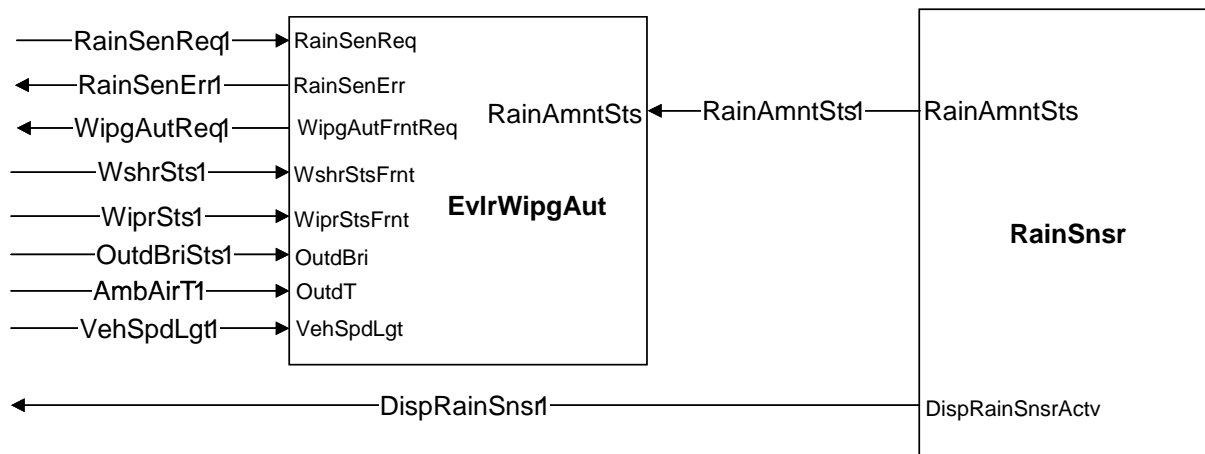 RainSenReq1 RainSenReq
RainSenErr1 RainSenErr
RainAmntSts RainAmntSts1 RainAmntSts
WipgAutReq1 WipgAutFrntReq
WshrSts1 WshrStsFrnt
EvlrWipgAut
WiprSts1 WiprStsFrnt
RainSnsr
OutdBriSts1 OutdBri
AmbAirT1 OutdT
VehSpdLgt1 VehSpdLgt
DispRainSnsr1 DispRainSnsrActv